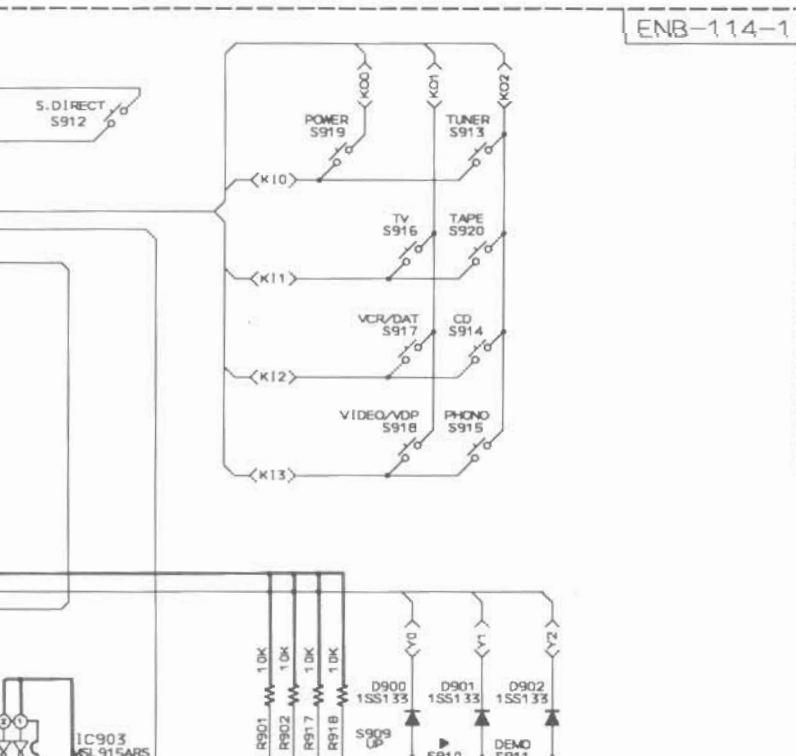 ENB-114-1
KO0
KO1
KO2
S.DIRECT
S912
POWER
S919
TUNER
S913
KI0
TV
S916
TAPE
S920
KI1
VCR/DAT
S917
CD
S914
KI2
VIDEO/VDP
S918
PHONO
S915
KI3
Y0
Y1
Y2
10K
10K
10K
10K
R901
R902
R917
R918
D900
1SS133
D901
1SS133
D902
1SS133
S909
UP
DEMO
IC903
MSL915ARS